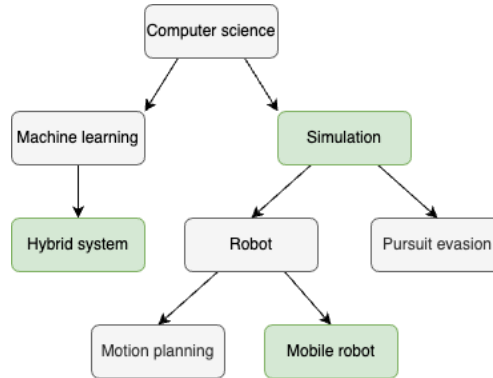 Computer science
Machine learning
Simulation
Hybrid system
Robot
Pursuit evasion
Motion planning
Mobile robot